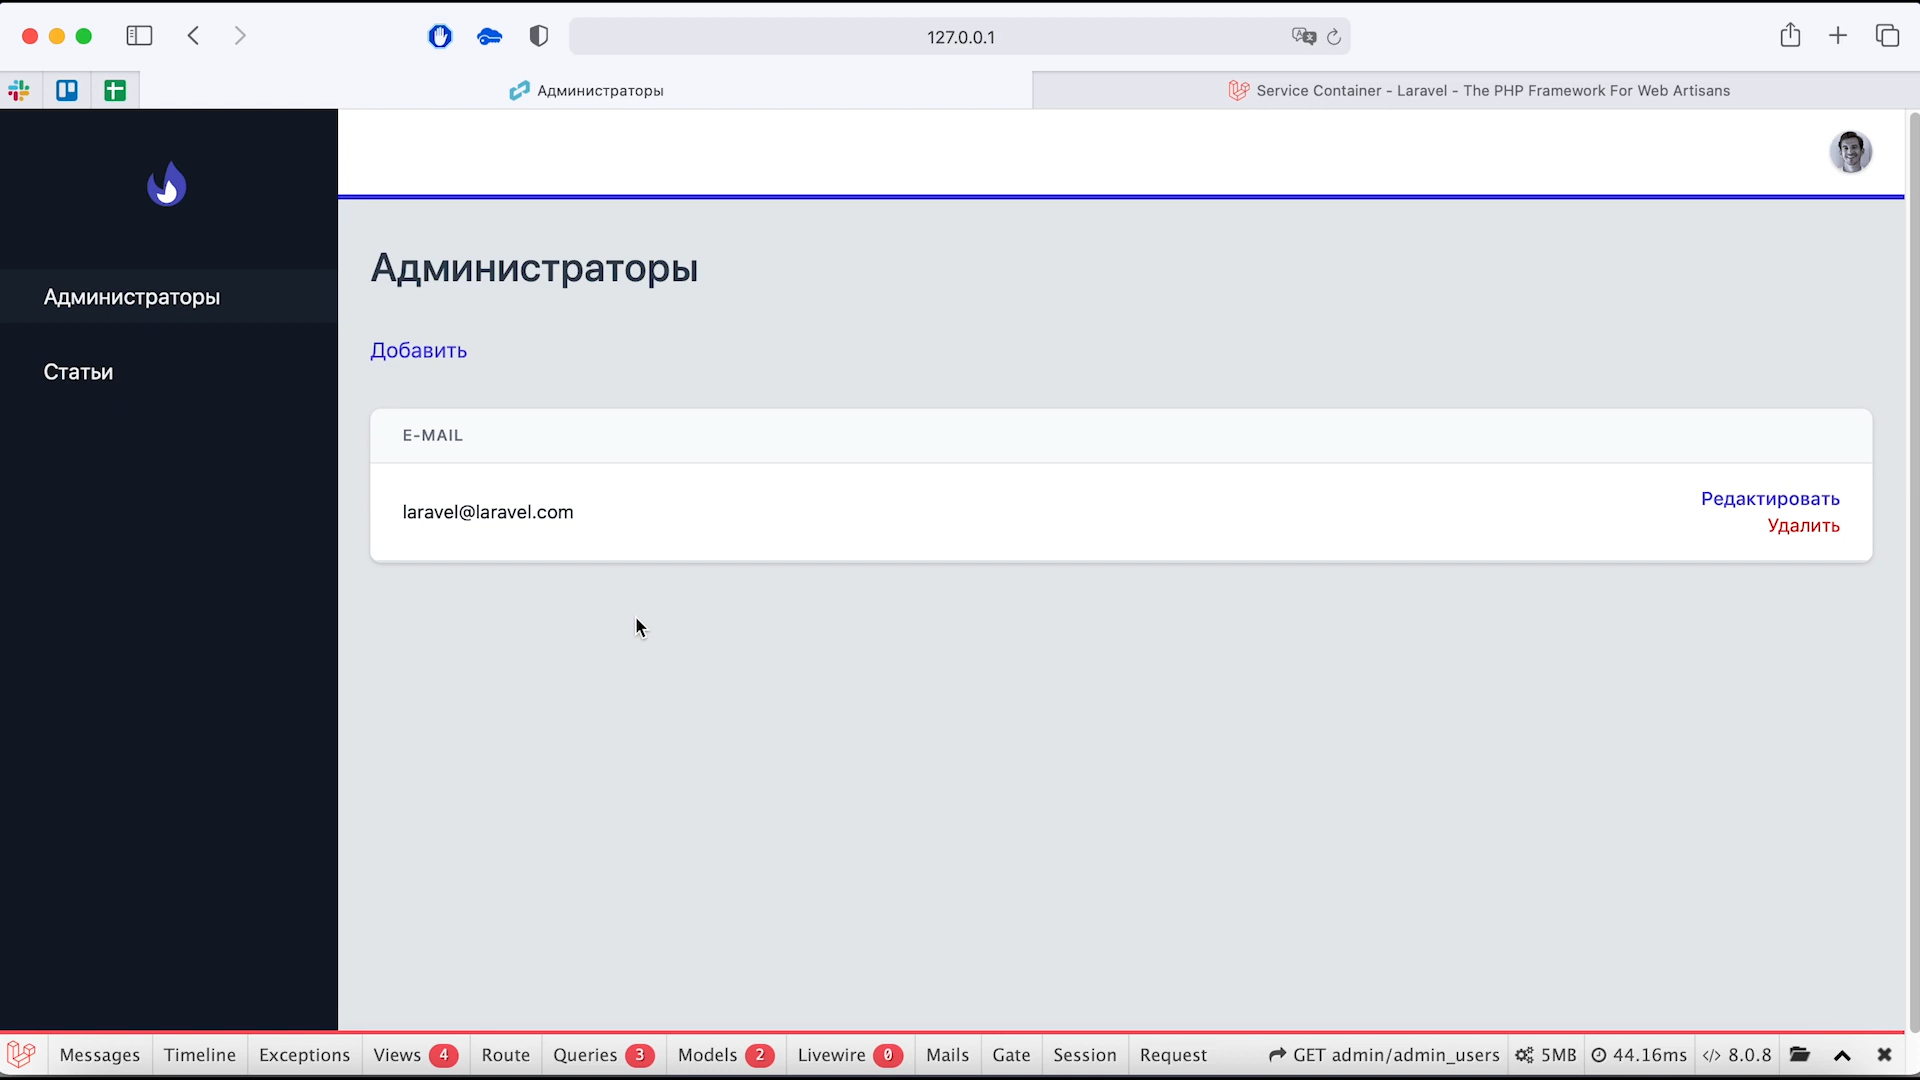 127.0.0.1
Администраторы
Service Container - Laravel - The PHP Framework For Web Artisans
Администраторы
Статьи
Администраторы
Добавить
E-MAIL
laravel@laravel.com
Редактировать
Удалить
Messages Timeline Exceptions Views 4 Route Queries 3 Models 2 Livewire 0 Mails Gate Session Request GET admin/admin_users 5MB 44.16ms </> 8.0.8